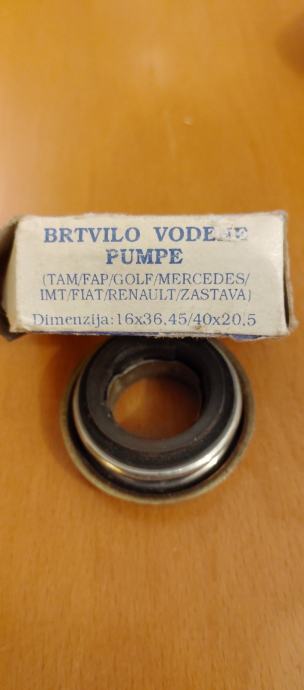 BRTVILO VODENE
PUMPE
(TAM/FAP/GOLF/MERCEDES/
IMT/FIAT/RENAULT/ZASTAVA)
Dimenzija: 16x36,45/40x20,5